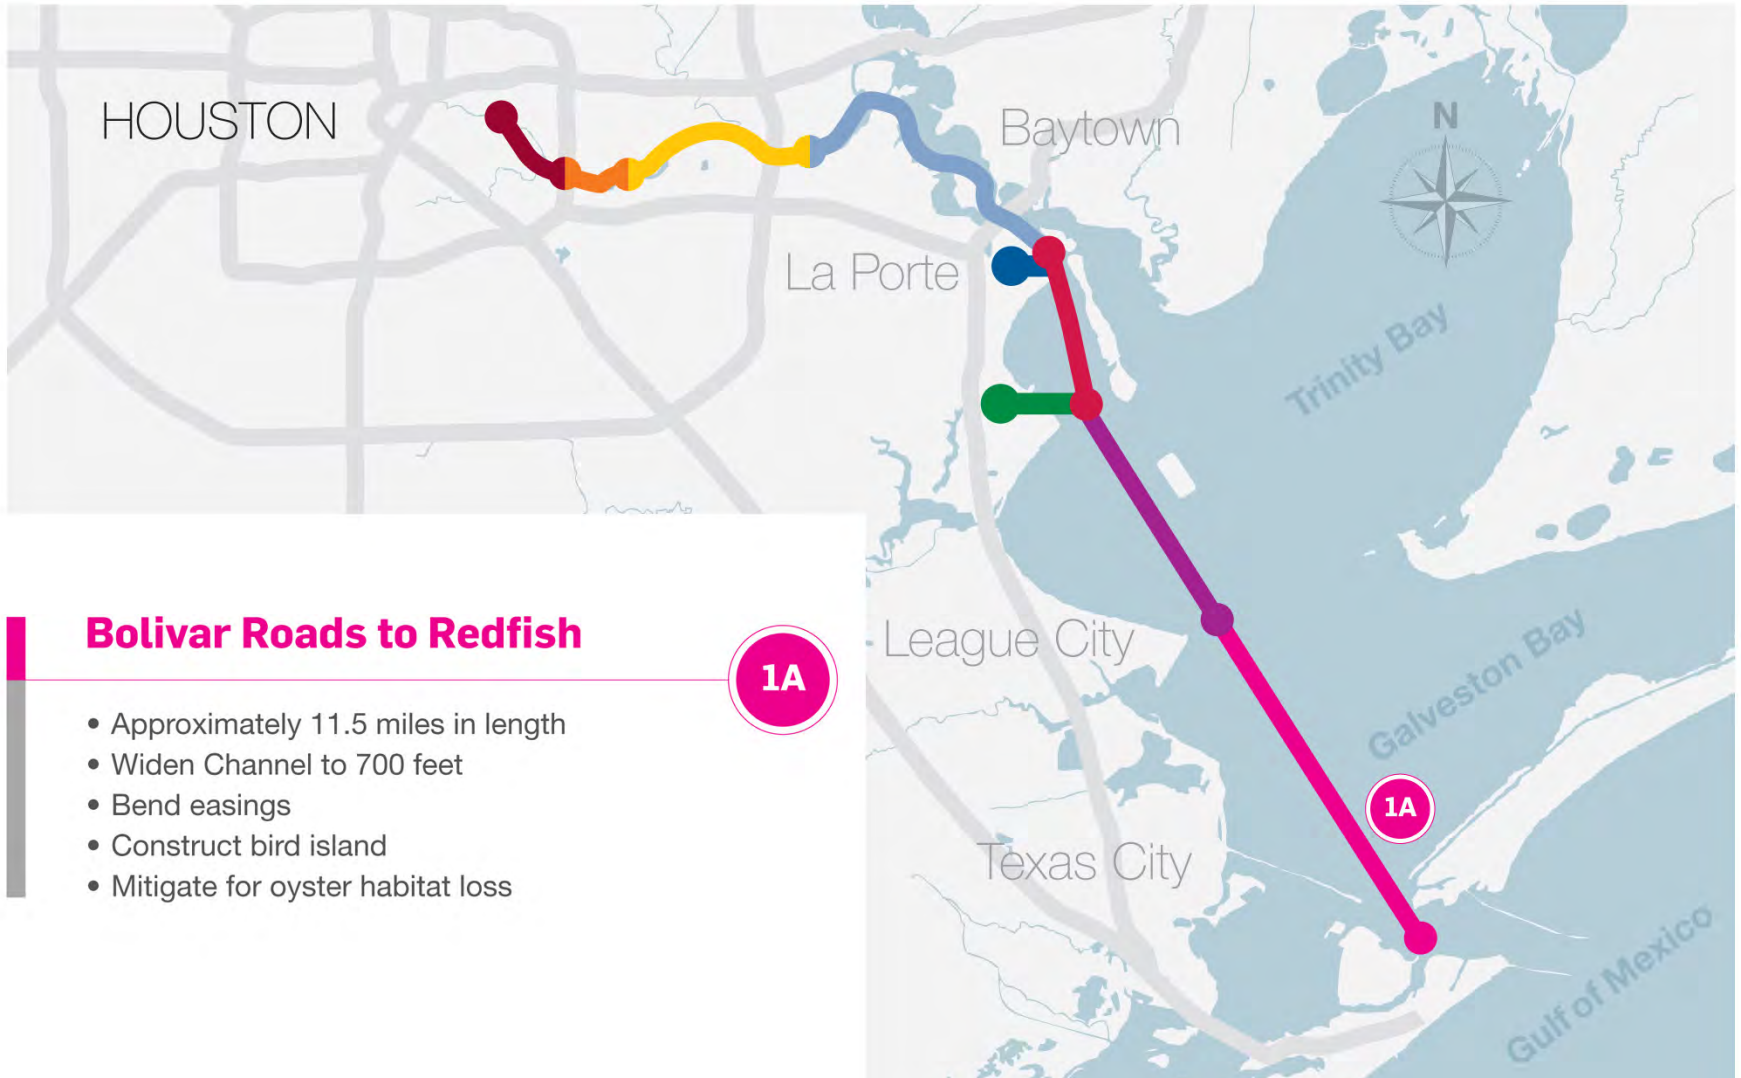 HOUSTON
Baytown
N
La Porte
Trinity Bay
Bolivar Roads to Redfish
1A
• Approximately 11.5 miles in length
• Widen Channel to 700 feet
• Bend easings
• Construct bird island
• Mitigate for oyster habitat loss
League City
Galveston Bay
1A
Texas City
Gulf of Mexico